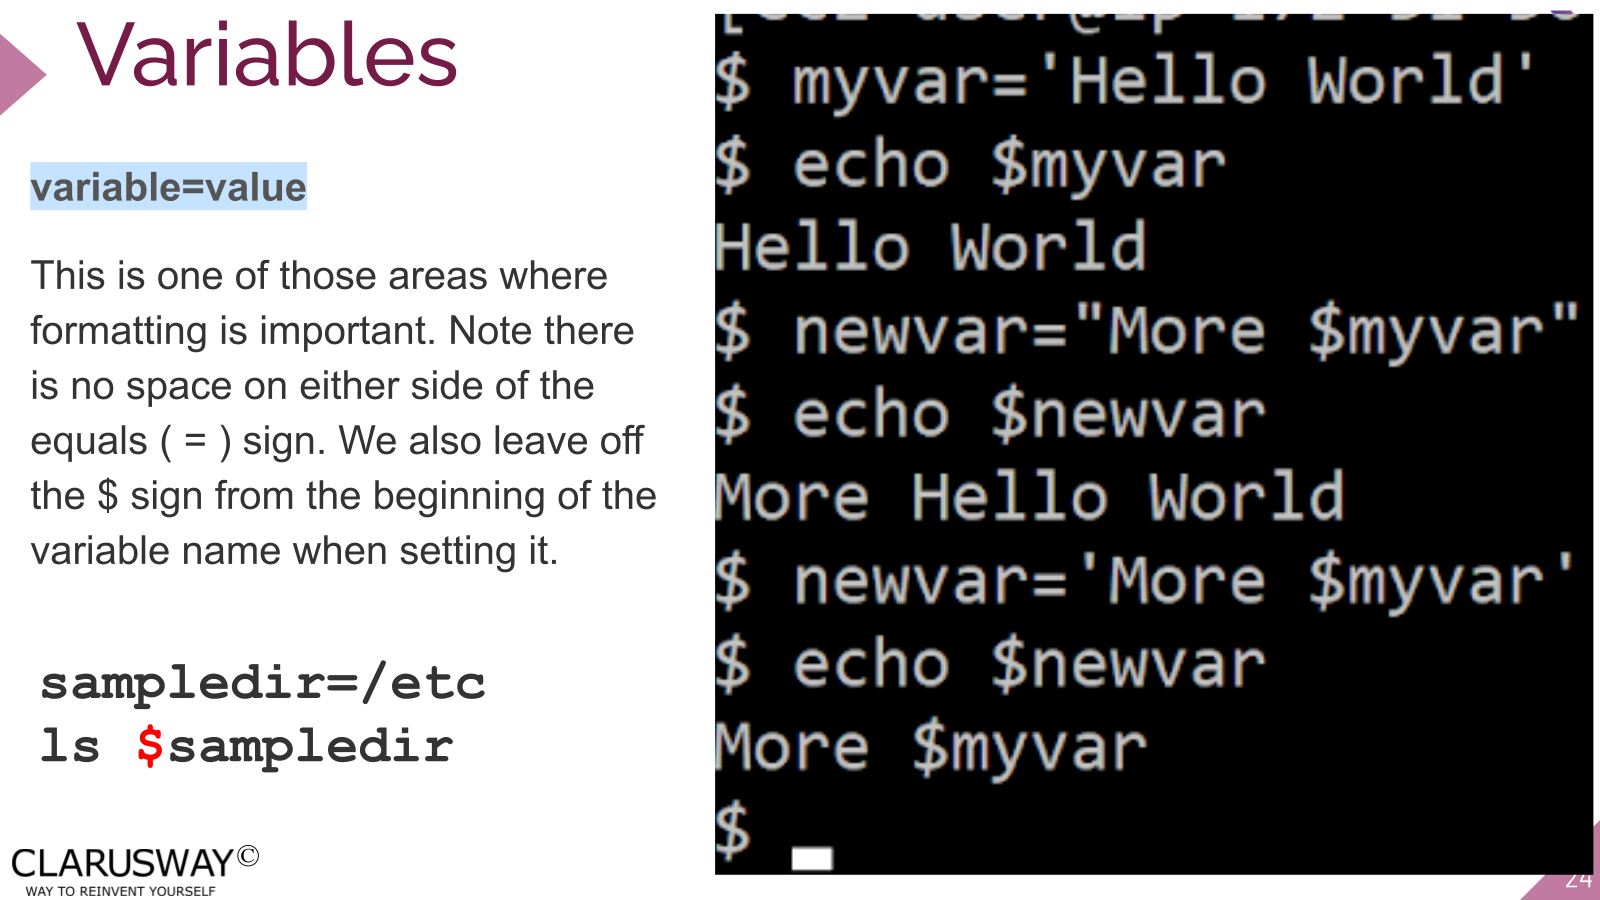 Variables
variable=value
This is one of those areas where
formatting is important. Note there
is no space on either side of the
equals ( = ) sign. We also leave off
the $ sign from the beginning of the
variable name when setting it.
sampledir=/etc
ls $sampledir
$ myvar='Hello World'
$ echo $myvar
Hello World
$ newvar="More $myvar"
$ echo $newvar
More Hello World
$ newvar='More $myvar'
$ echo $newvar
More $myvar
$
CLARUSWAY©
WAY TO REINVENT YOURSELF
24